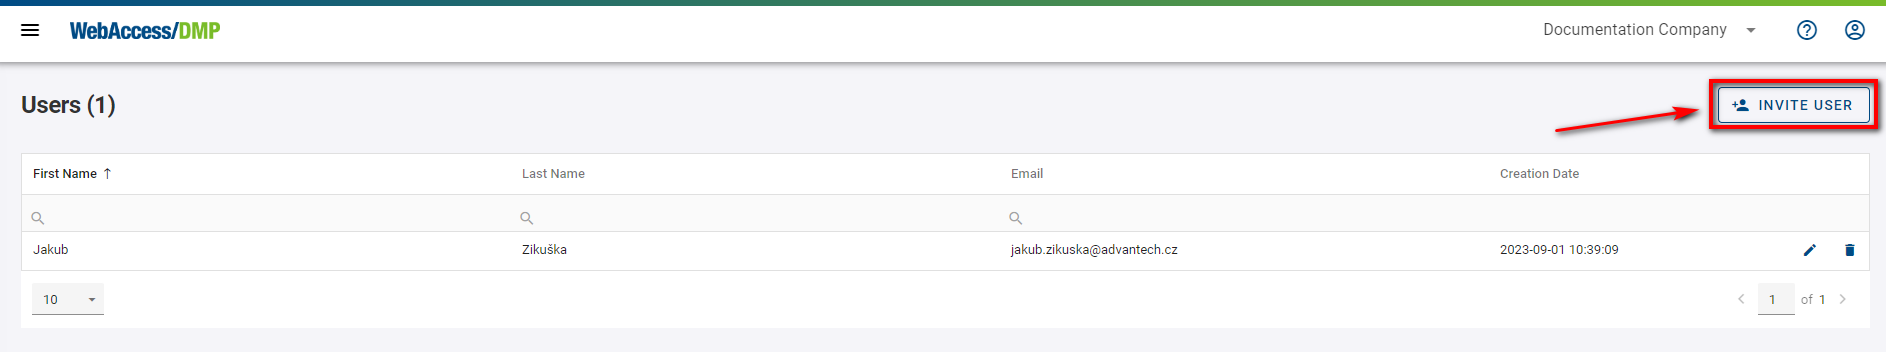 WebAccess/DMP Documentation Company
Users (1) INVITE USER
First Name ↑ Last Name Email Creation Date
Jakub Zikuška jakub.zikuska@advantech.cz 2023-09-01 10:39:09
10 1 of 1